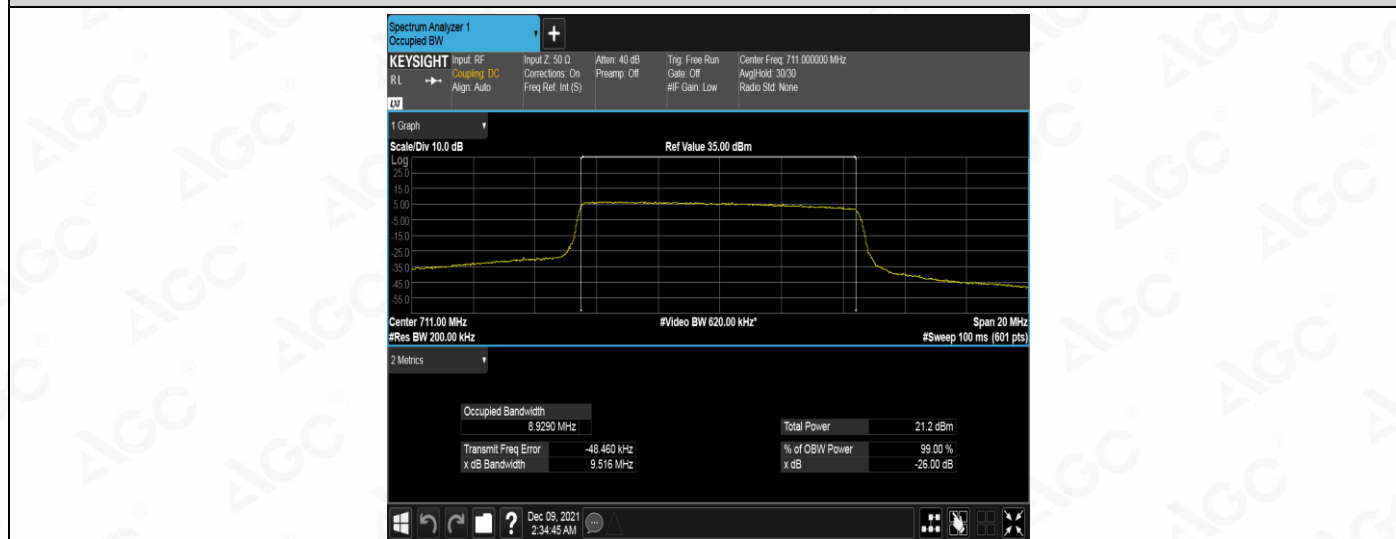 Spectrum Analyzer 1
Occupied BW
+
KEYSIGHT
RL
LXI
Input: RF
Coupling: DC
Align: Auto
Input Z: 50 Ω
Corrections: On
Freq Ref: Int (S)
Atten: 40 dB
Preamp: Off
Trig: Free Run
Gate: Off
#IF Gain: Low
Center Freq: 711.000000 MHz
Avg|Hold: 30/30
Radio Std: None
1 Graph
Scale/Div 10.0 dB
Ref Value 35.00 dBm
Log
25.0
15.0
5.00
-5.00
-15.0
-25.0
-35.0
-45.0
-55.0
Center 711.00 MHz
#Video BW 620.00 kHz*
Span 20 MHz
#Res BW 200.00 kHz
#Sweep 100 ms (601 pts)
2 Metrics
Occupied Bandwidth
8.9290 MHz
Total Power 21.2 dBm
Transmit Freq Error -48.460 kHz
% of OBW Power 99.00 %
x dB Bandwidth 9.516 MHz
x dB -26.00 dB
?
Dec 09, 2021
2:34:45 AM
AGC